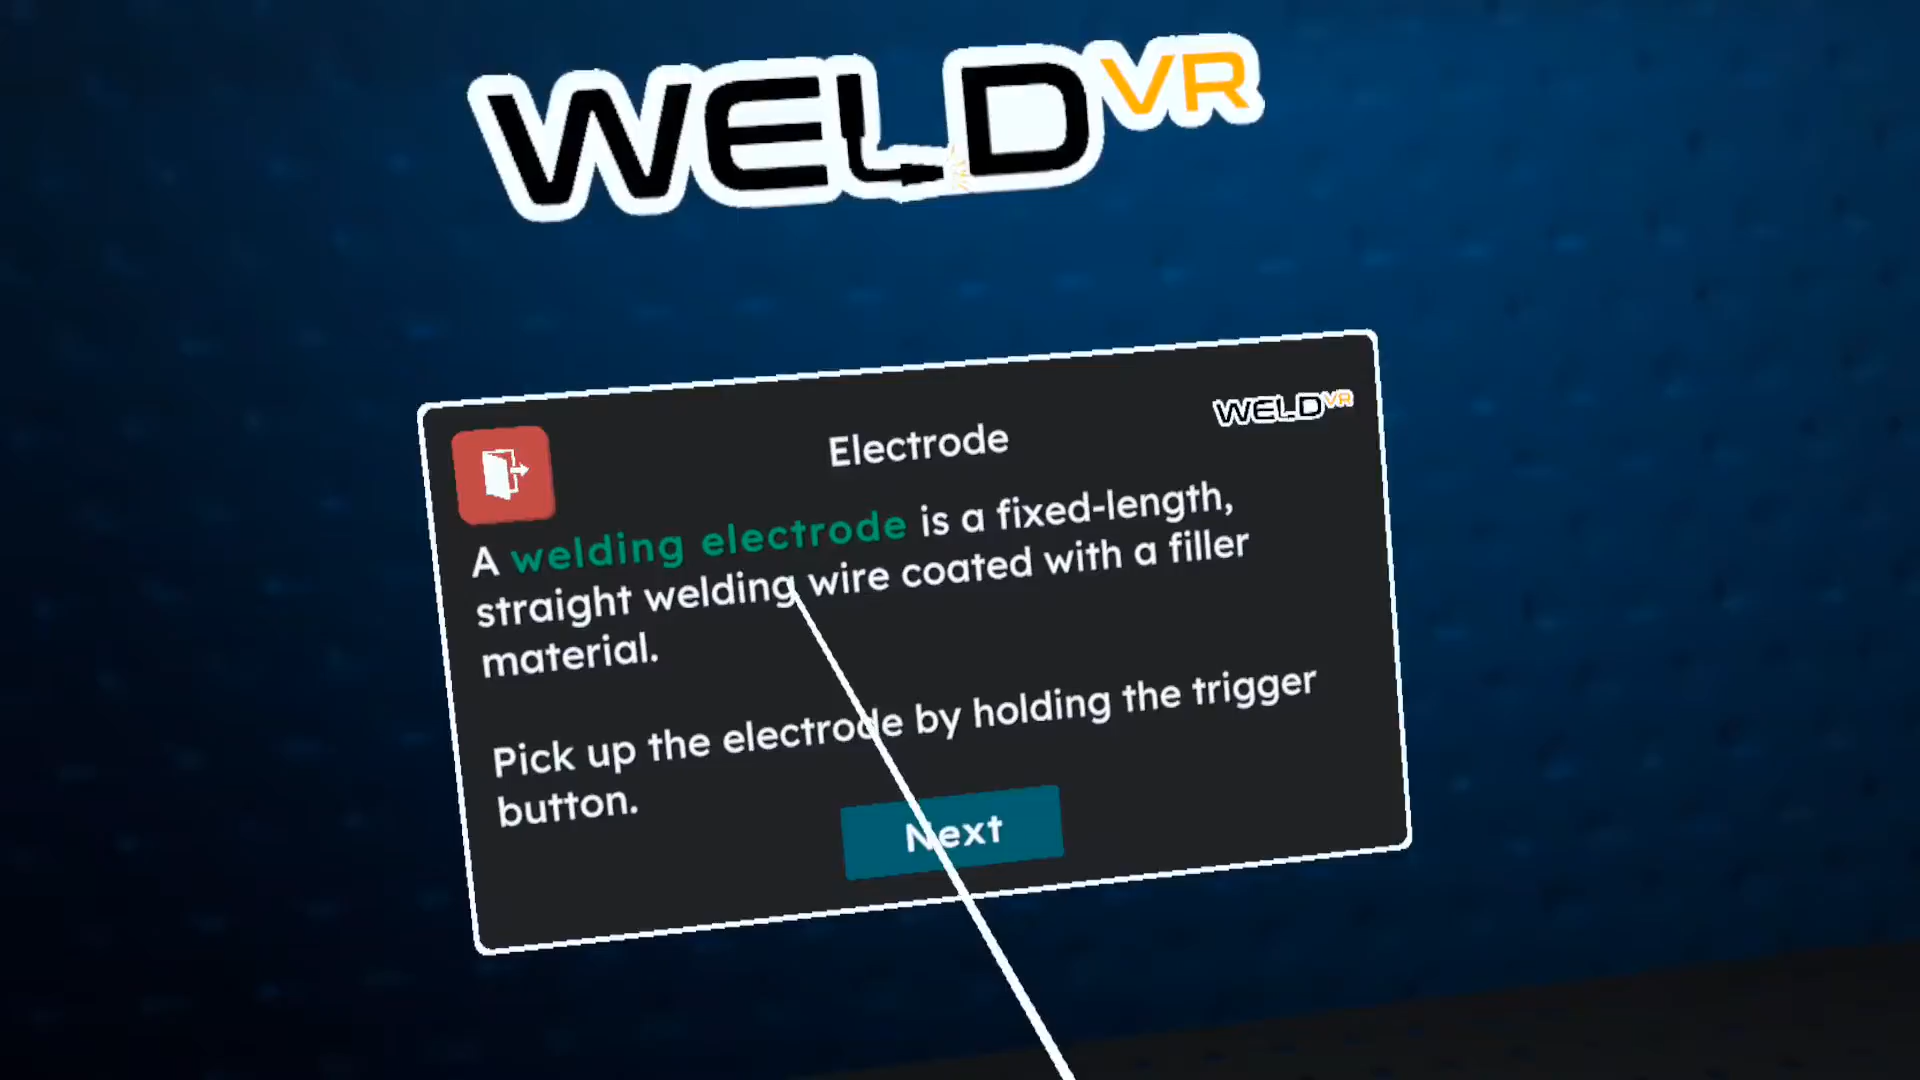 WELDVR
WELDVR
Electrode
A welding electrode is a fixed-length,
straight welding wire coated with a filler
material.
Pick up the electrode by holding the trigger
button.
Next